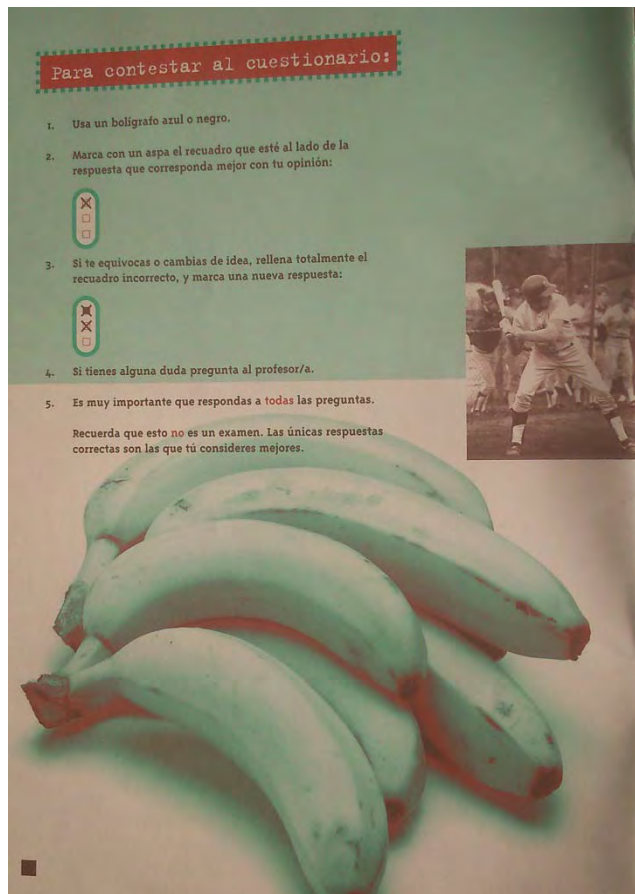 Para contestar al cuestionario:
1. Usa un bolígrafo azul o negro.
2. Marca con un aspa el recuadro que esté al lado de la
respuesta que corresponda mejor con tu opinión:
3. Si te equivocas o cambias de idea, rellena totalmente el
recuadro incorrecto, y marca una nueva respuesta:
4. Si tienes alguna duda pregunta al profesor/a.
5. Es muy importante que respondas a todas las preguntas.
Recuerda que esto no es un examen. Las únicas respuestas
correctas son las que tú consideres mejores.